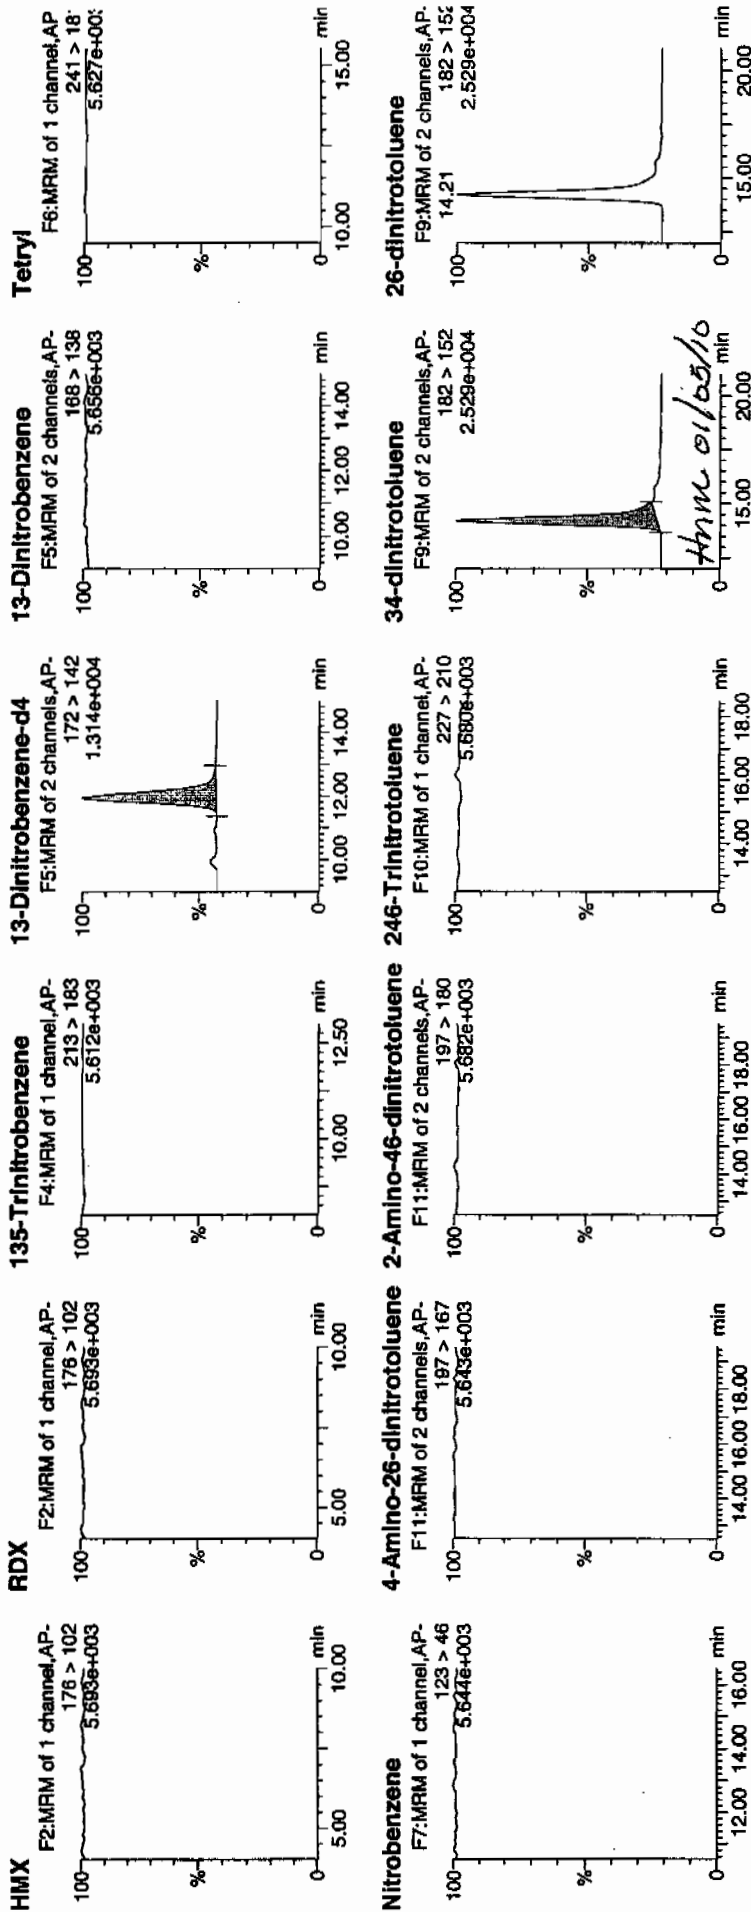 HMX
F2:MRM of 1 channel,AP-
176 > 102
5.693e+003
100
%
0
5.00
10.00
min
RDX
F2:MRM of 1 channel,AP-
176 > 102
5.693e+003
100
%
0
5.00
10.00
min
135-Trinitrobenzene
F4:MRM of 1 channel,AP-
213 > 183
5.612e+003
100
%
0
10.00
12.50
min
13-Dinitrobenzene-d4
F5:MRM of 2 channels,AP-
172 > 142
1.314e+004
100
%
0
10.00
12.00
14.00
min
13-Dinitrobenzene
F5:MRM of 2 channels,AP-
168 > 138
5.656e+003
100
%
0
10.00
12.00
14.00
min
Tetryl
F6:MRM of 1 channel,AP
241 > 18
5.627e+00
100
%
0
10.00
15.00
min
Nitrobenzene
F7:MRM of 1 channel,AP-
123 > 46
5.644e+003
100
%
0
12.00
14.00
16.00
min
4-Amino-26-dinitrotoluene
F11:MRM of 2 channels,AP-
197 > 167
5.643e+003
100
%
0
14.00
16.00
18.00
min
2-Amino-46-dinitrotoluene
F11:MRM of 2 channels,AP-
197 > 180
5.682e+003
100
%
0
14.00
16.00
18.00
min
246-Trinitrotoluene
F10:MRM of 1 channel,AP-
227 > 210
5.680e+003
100
%
0
14.00
16.00
18.00
min
34-dinitrotoluene
F9:MRM of 2 channels,AP-
182 > 152
2.529e+004
100
%
0
15.00
20.00
min
01/05/10
26-dinitrotoluene
F9:MRM of 2 channels,AP-
14.21
182 > 152
2.529e+004
100
%
0
15.00
20.00
min